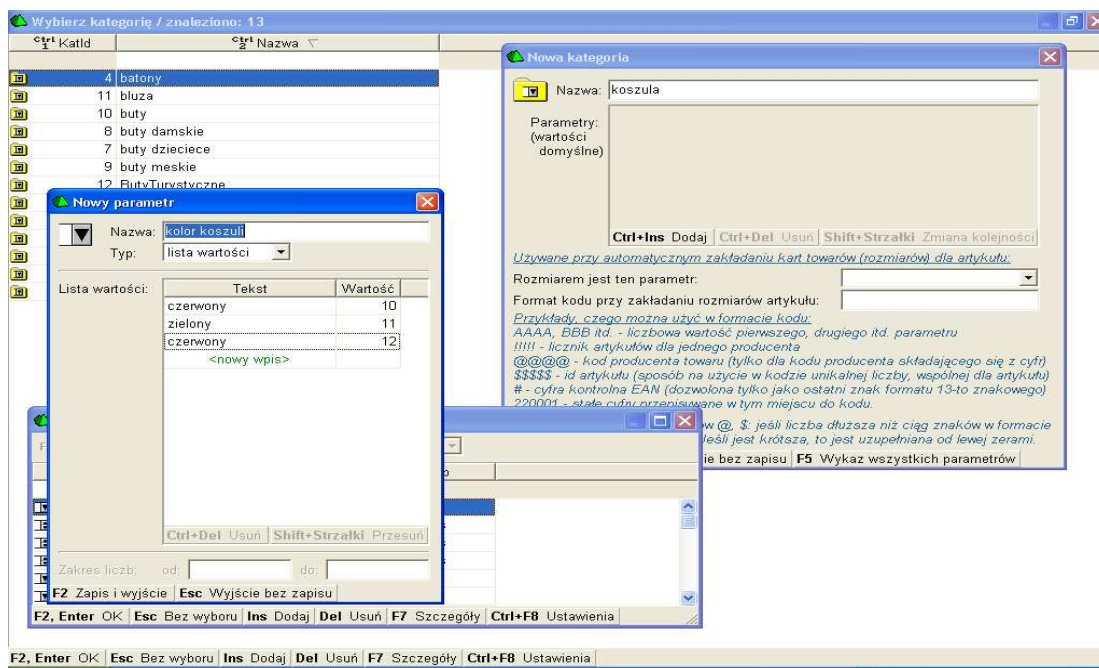 Wybierz kategorię / znaleziono: 13
Ctrl 1 KatId Ctrl 2 Nazwa
4 batony
11 bluza
10 buty
8 buty damskie
7 buty dzieciece
9 buty meskie
12 ButyTurystyczne
Nowa kategoria
Nazwa: koszula
Parametry:
(wartości
domyślne)
Ctrl+Ins Dodaj Ctrl+Del Usuń Shift+Strzałki Zmiana kolejności
Używane przy automatycznym zakładaniu kart towarów (rozmiarów) dla artykułu:
Rozmiarem jest ten parametr:
Format kodu przy zakładaniu rozmiarów artykułu:
Przykłady, czego można użyć w formacie kodu:
AAAA, BBB itd. - liczbowa wartość pierwszego, drugiego itd. parametru
!!!!! - licznik artykułów dla jednego producenta
@@@@ - kod producenta towaru (tylko dla kodu producenta składającego się z cyfr)
$$$$$ - id artykułu (sposób na użycie w kodzie unikalnej liczby, wspólnej dla artykułu)
# - cyfra kontrolna EAN (dozwolona tylko jako ostatni znak formatu 13-to znakowego)
220001 - stałe cyfry przepisywane w tym miejscu do kodu.
ów @, $: jeśli liczba dłuższa niż ciąg znaków w formacie
Jeśli jest krótsza, to jest uzupełniana od lewej zerami.
ie bez zapisu F5 Wykaz wszystkich parametrów
Nowy parametr
Nazwa: kolor koszuli
Typ: lista wartości
Lista wartości: Tekst Wartość
czerwony 10
zielony 11
czerwony 12
<nowy wpis>
Ctrl+Del Usuń Shift+Strzałki Przesuń
Zakres liczb: od: do:
F2 Zapis i wyjście Esc Wyjście bez zapisu
F2, Enter OK Esc Bez wyboru Ins Dodaj Del Usuń F7 Szczegóły Ctrl+F8 Ustawienia
F2, Enter OK Esc Bez wyboru Ins Dodaj Del Usuń F7 Szczegóły Ctrl+F8 Ustawienia